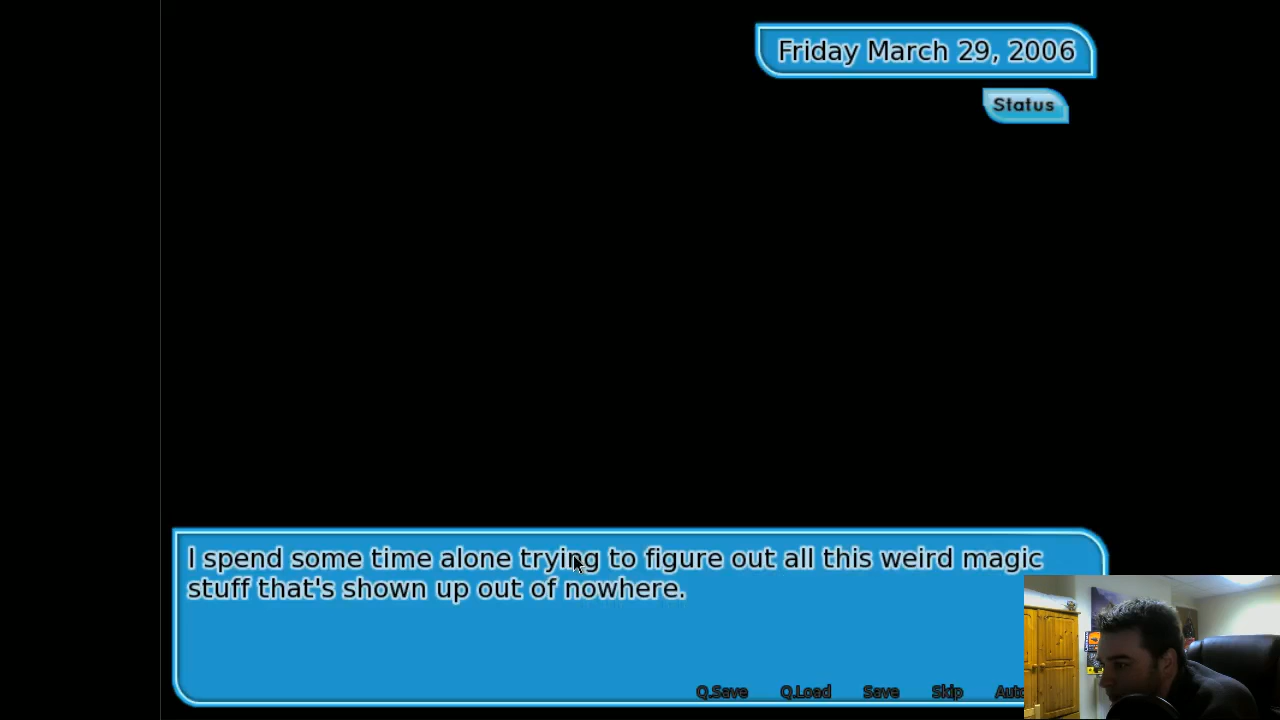 Friday March 29, 2006
Status
I spend some time alone trying to figure out all this weird magic
stuff that's shown up out of nowhere.
Q.Save Q.Load Save Skip Auto